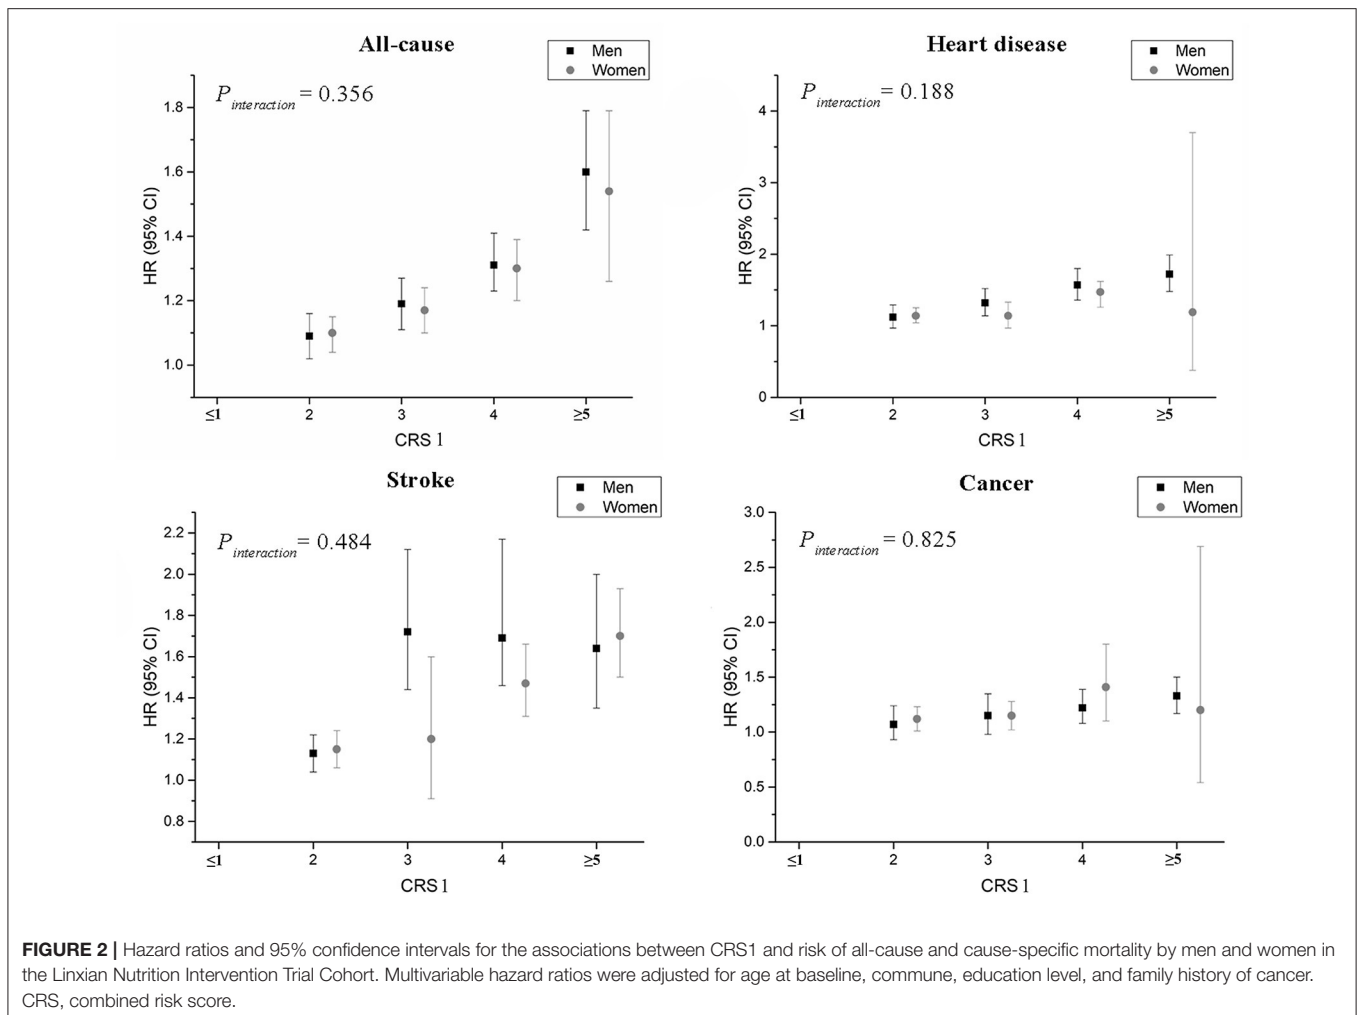 All-cause
Men
Women
P interaction = 0.356
1.8
1.6
1.4
1.2
1.0
HR (95% CI)
≤1 2 3 4 ≥5
CRS 1
Heart disease
Men
Women
P interaction = 0.188
4
3
2
1
0
HR (95% CI)
≤1 2 3 4 ≥5
CRS 1
Stroke
Men
Women
P interaction = 0.484
2.2
2.0
1.8
1.6
1.4
1.2
1.0
0.8
HR (95% CI)
≤1 2 3 4 ≥5
CRS 1
Cancer
Men
Women
P interaction = 0.825
3.0
2.5
2.0
1.5
1.0
0.5
0.0
HR (95% CI)
≤1 2 3 4 ≥5
CRS 1
FIGURE 2 | Hazard ratios and 95% confidence intervals for the associations between CRS1 and risk of all-cause and cause-specific mortality by men and women in
the Linxian Nutrition Intervention Trial Cohort. Multivariable hazard ratios were adjusted for age at baseline, commune, education level, and family history of cancer.
CRS, combined risk score.